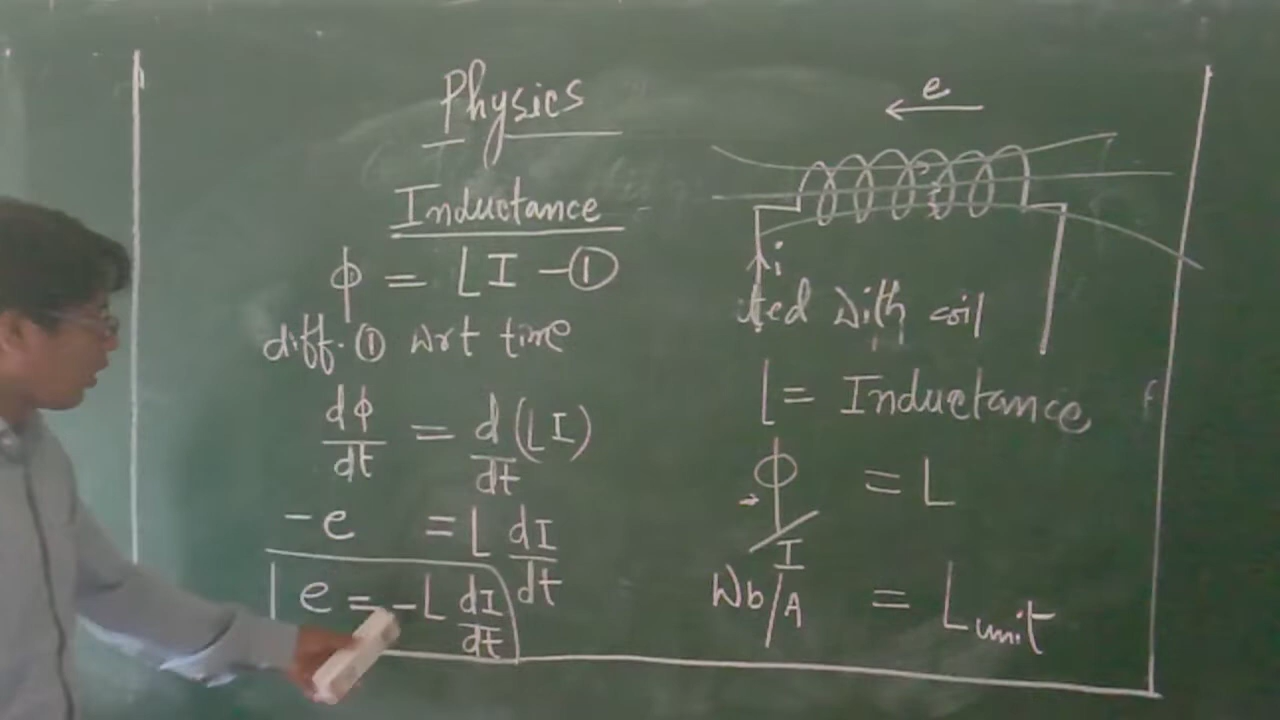 Physics
Inductance
ϕ = LI - ①
diff. ① wrt time
dϕ/dt = d/dt (LI)
-e = L dI/dt
e = -L dI/dt
e
i
ted with coil
L = Inductance
ϕ/I = L
Wb/A = L unit